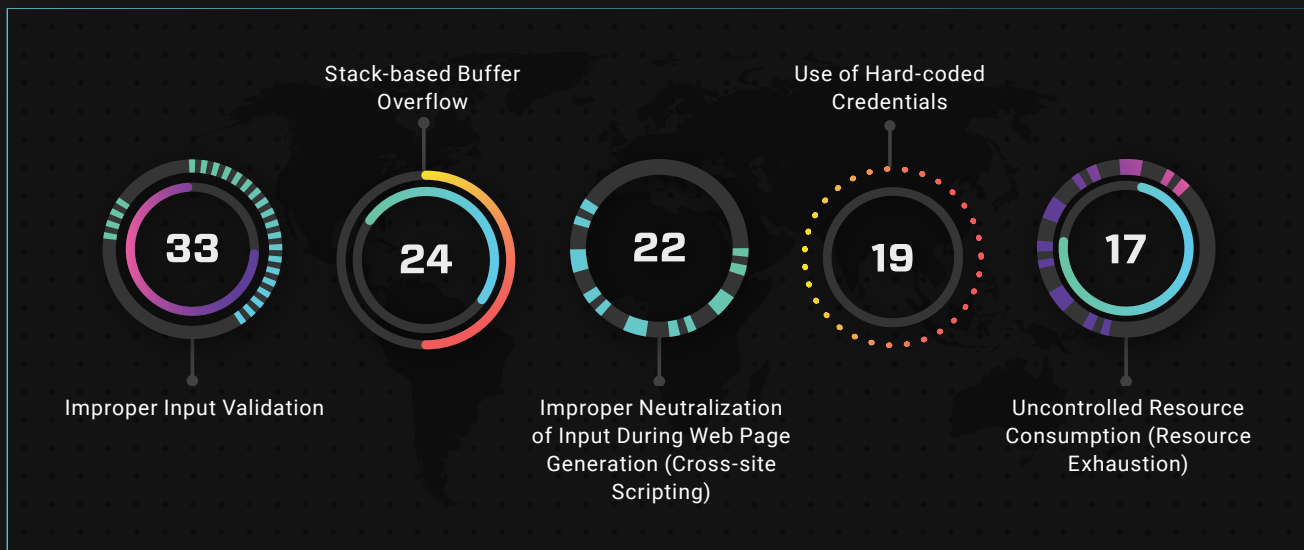 33
Improper Input Validation
Stack-based Buffer
Overflow
24
22
Improper Neutralization
of Input During Web Page
Generation (Cross-site
Scripting)
Use of Hard-coded
Credentials
19
17
Uncontrolled Resource
Consumption (Resource
Exhaustion)